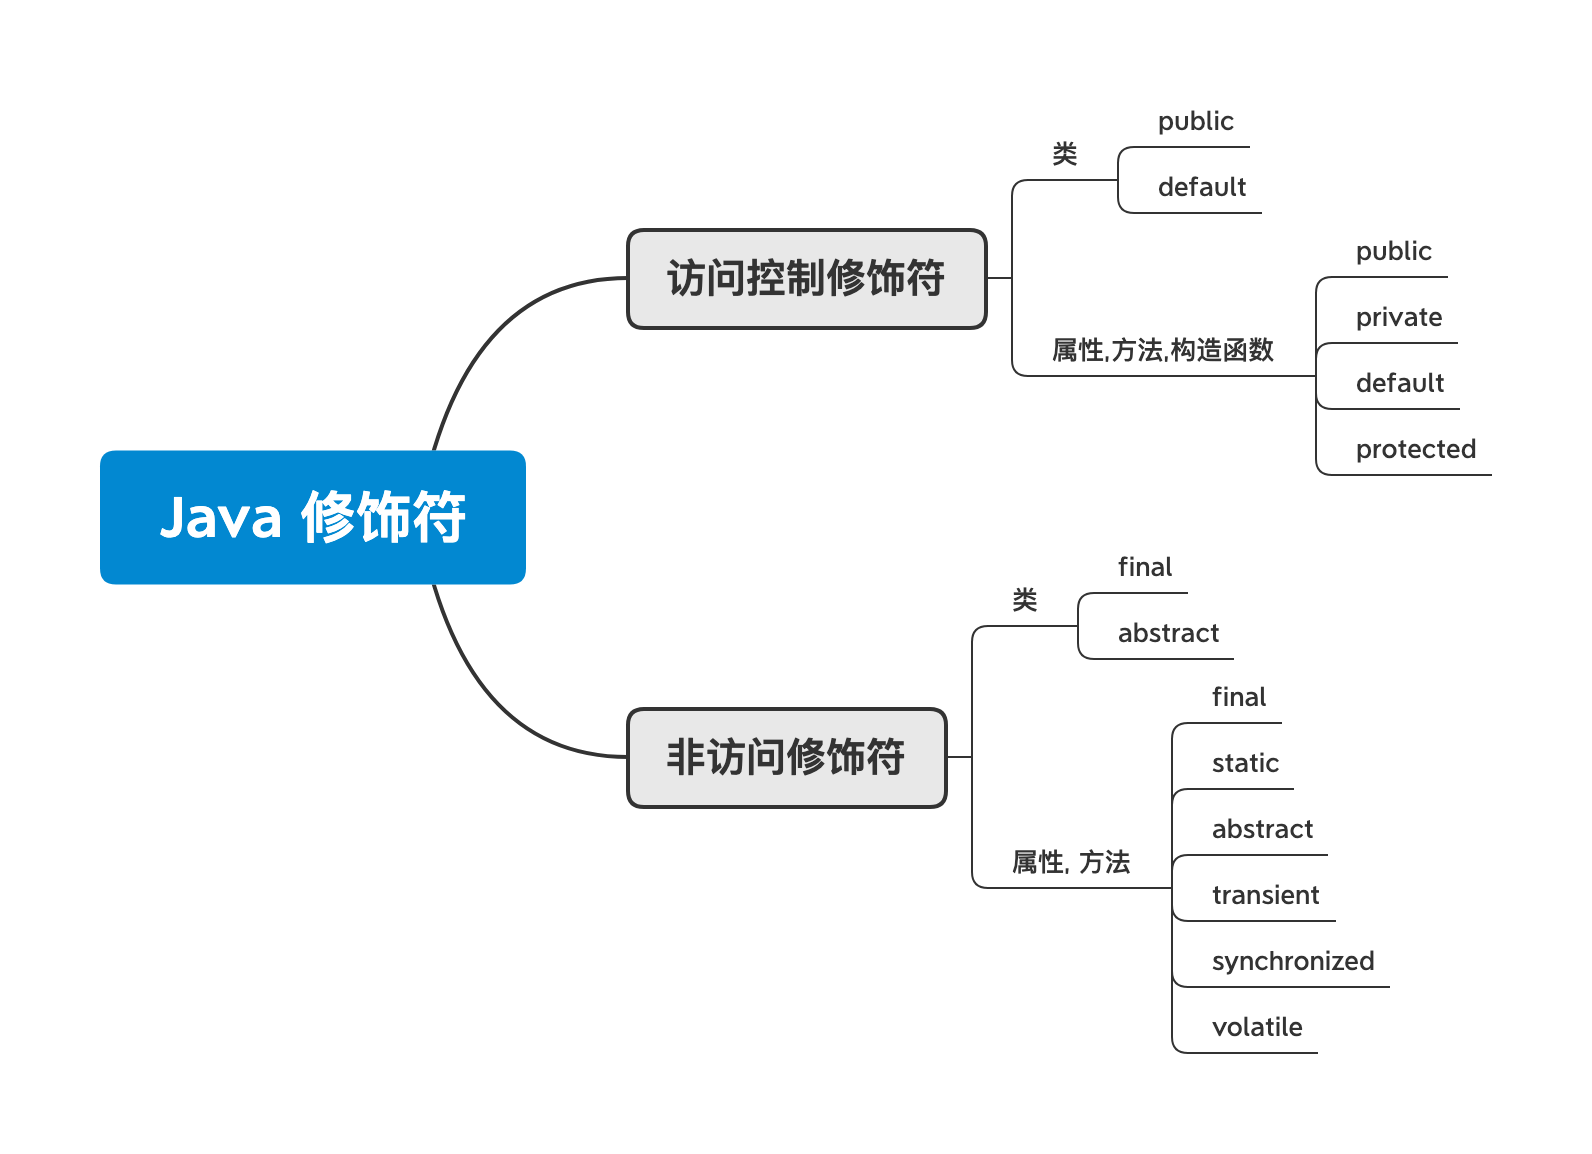 Java 修饰符
访问控制修饰符
类
public
default
属性,方法,构造函数
public
private
default
protected
非访问修饰符
类
final
abstract
属性, 方法
final
static
abstract
transient
synchronized
volatile